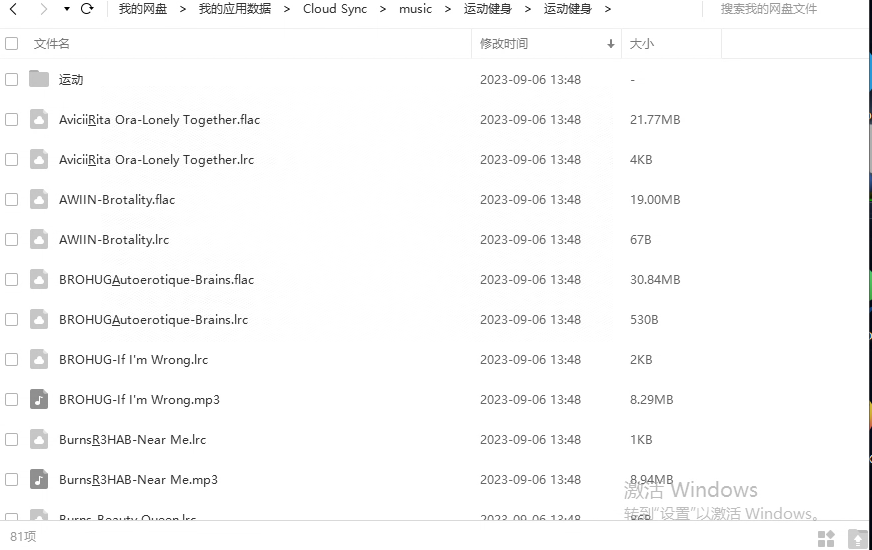 我的网盘 > 我的应用数据 > Cloud Sync > music > 运动健身 > 运动健身 > 搜索我的网盘文件
文件名 修改时间 大小
运动 2023-09-06 13:48 -
AviciiRita Ora-Lonely Together.flac 2023-09-06 13:48 21.77MB
AviciiRita Ora-Lonely Together.lrc 2023-09-06 13:48 4KB
AWIIN-Brotality.flac 2023-09-06 13:48 19.00MB
AWIIN-Brotality.lrc 2023-09-06 13:48 67B
BROHUGAutoerotique-Brains.flac 2023-09-06 13:48 30.84MB
BROHUGAutoerotique-Brains.lrc 2023-09-06 13:48 530B
BROHUG-If I'm Wrong.lrc 2023-09-06 13:48 2KB
BROHUG-If I'm Wrong.mp3 2023-09-06 13:48 8.29MB
BurnsR3HAB-Near Me.lrc 2023-09-06 13:48 1KB
BurnsR3HAB-Near Me.mp3 2023-09-06 13:48 8.94MB
激活 Windows
Burns-Beauty Queen.lrc 2023-09-06 13:48
转到"设置"以激活 Windows。
81项